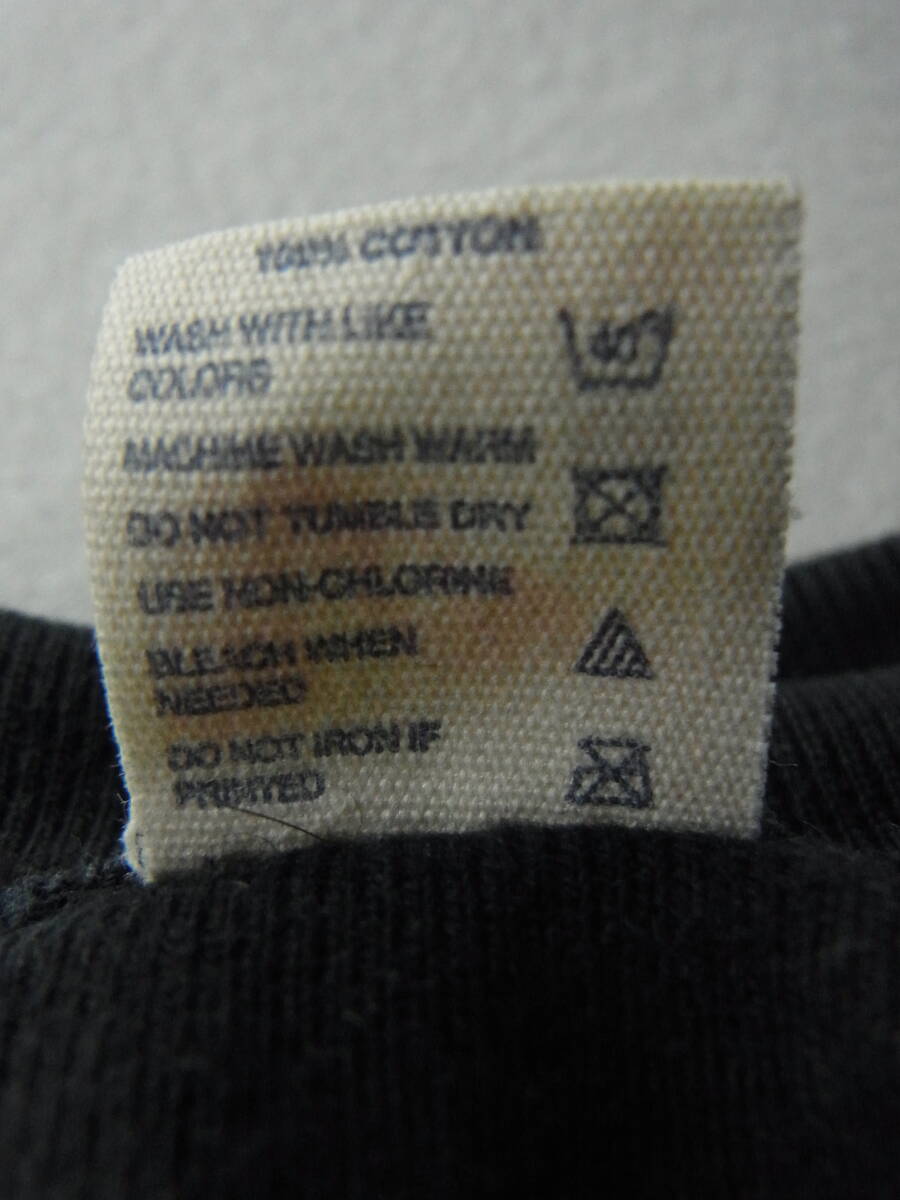 100% COTTON
WASH WITH LIKE
COLORS
40
MACHINE WASH WARM
DO NOT TUMBLE DRY
USE NON-CHLORINE
BLEACH WHEN
NEEDED
DO NOT IRON IF
PRINTED